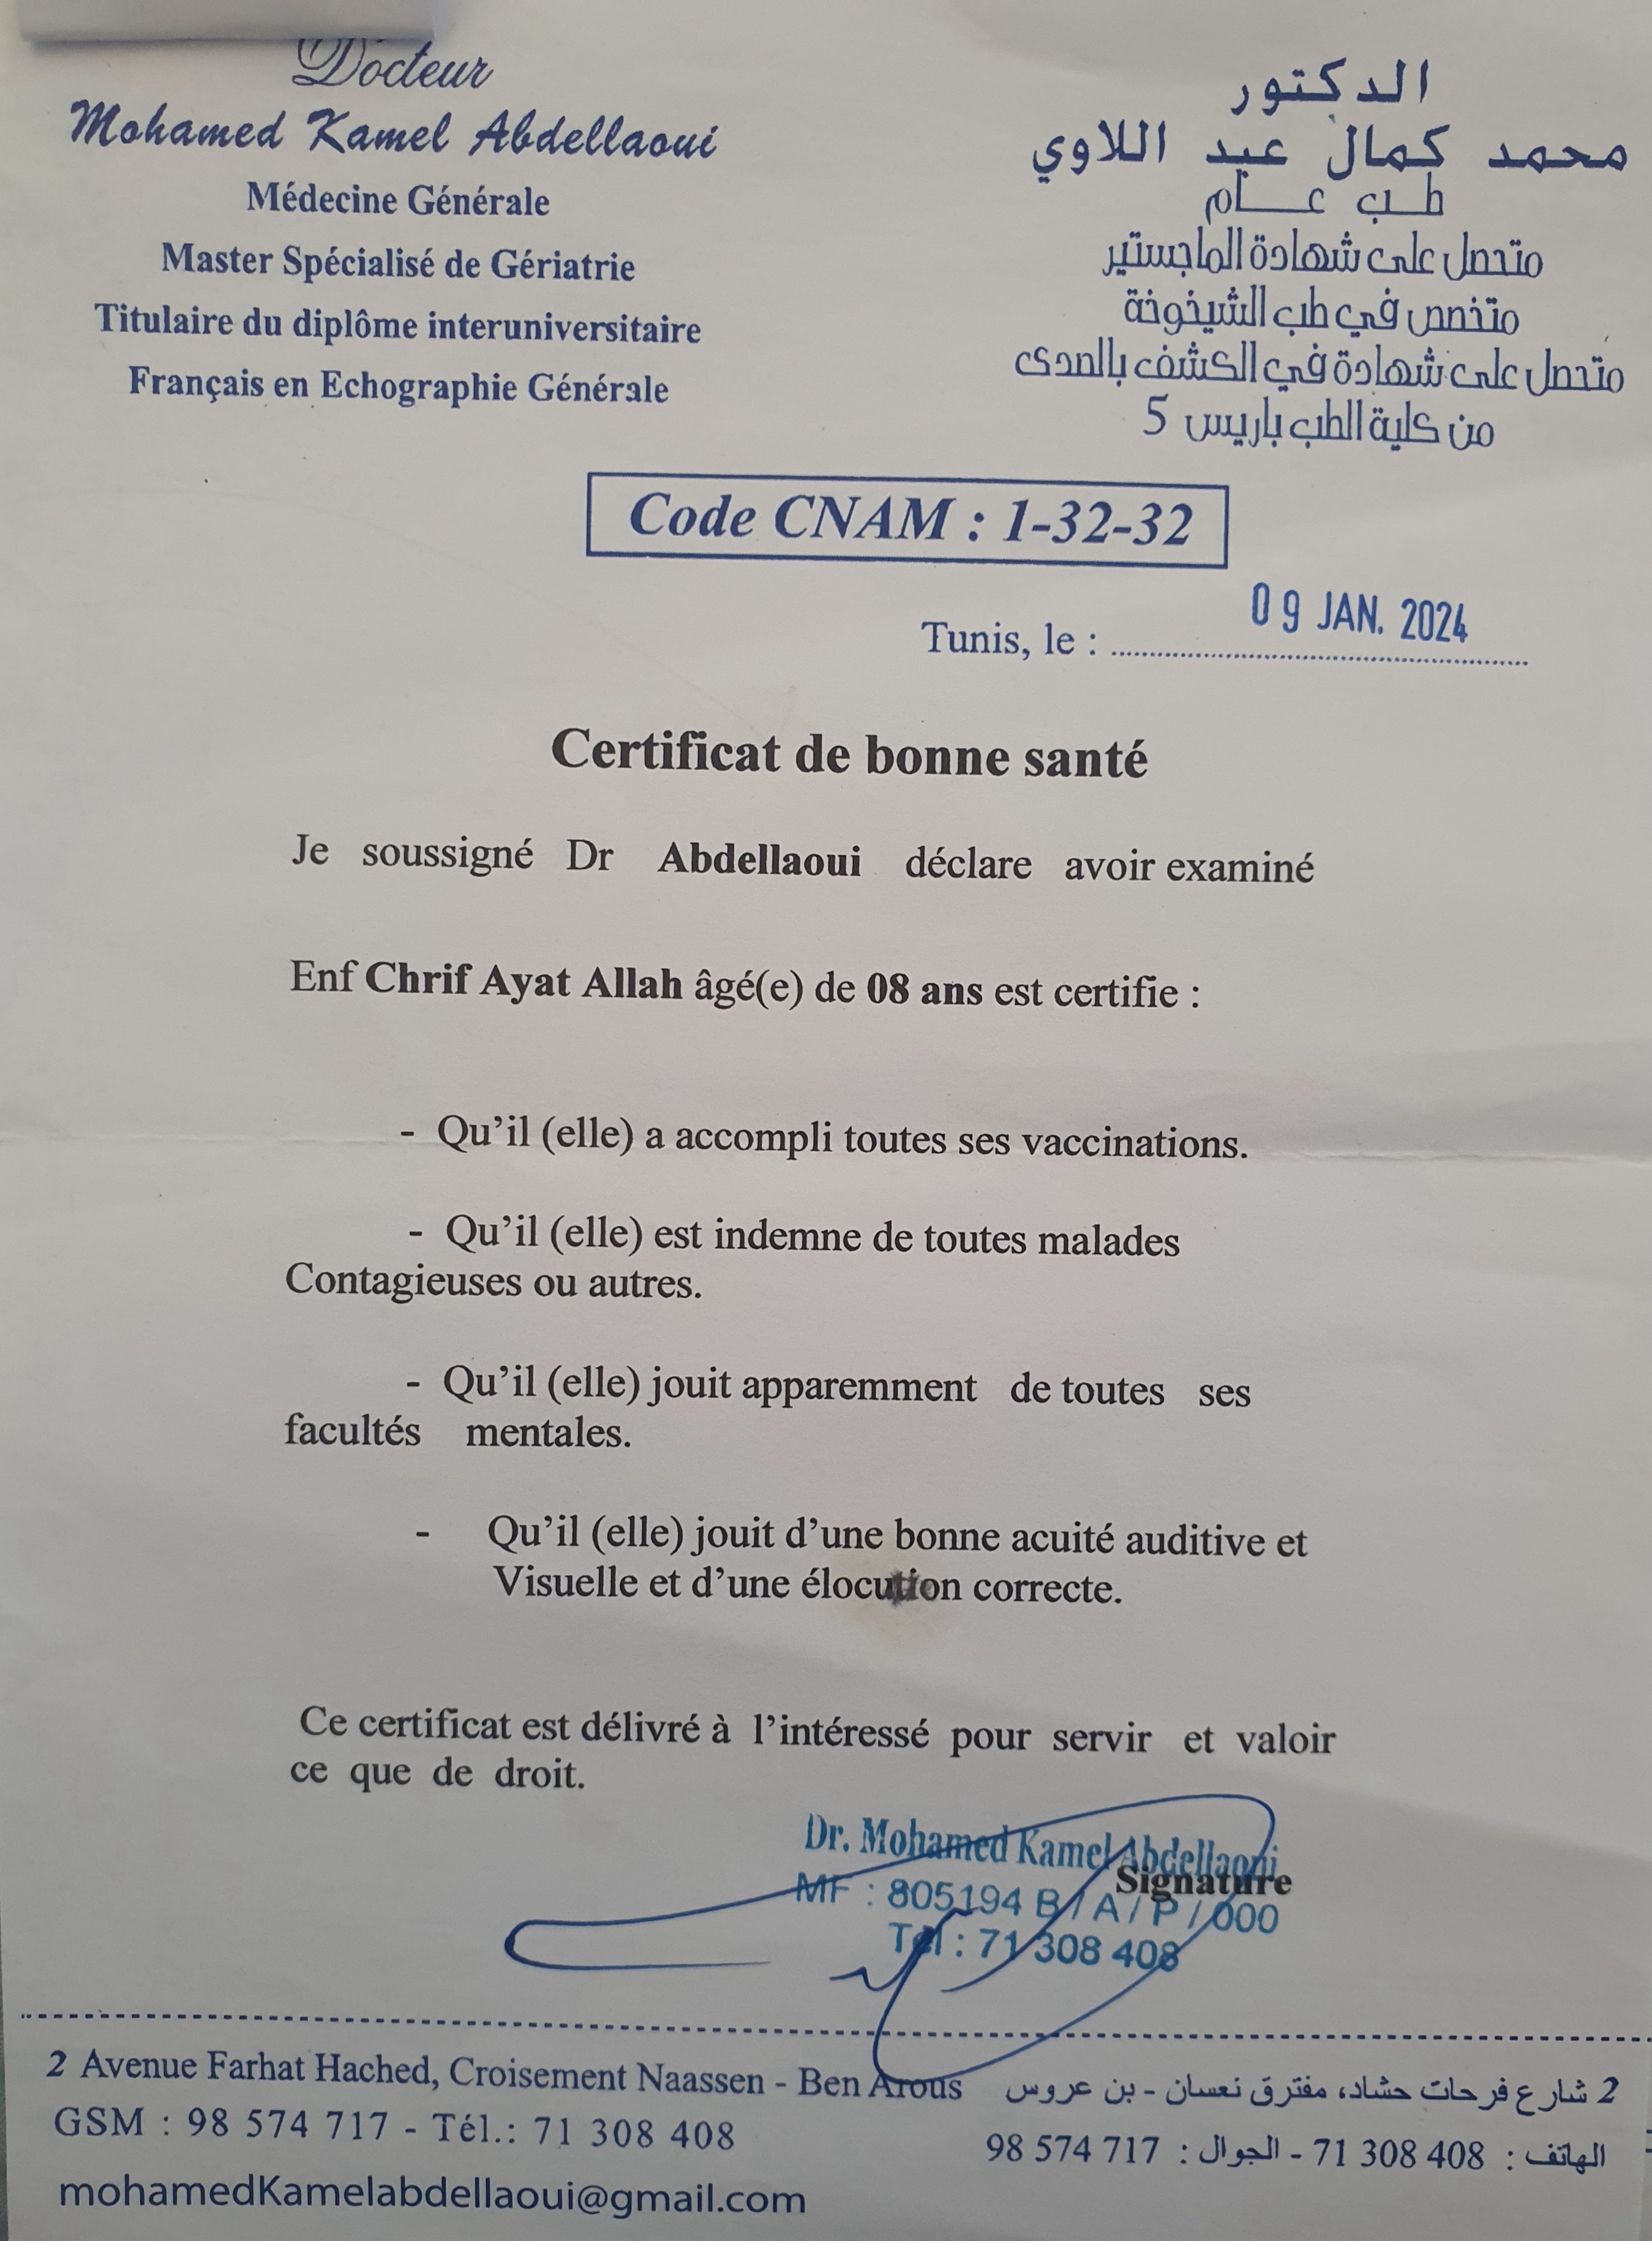 Docteur
Mohamed Kamel Abdellaoui
Médecine Générale
Master Spécialisé de Gériatrie
Titulaire du diplôme interuniversitaire
Français en Echographie Générale
الدكتور
محمد كمال عبد اللاوي
طب عام
متحصل على شهادة الماجستير
متخصص في طب الشيخوخة
متحصل على شهادة في الكشف بالصدى
من كلية الطب باريس 5
Code CNAM : 1-32-32
Tunis, le : 09 JAN. 2024
Certificat de bonne santé
Je soussigné Dr Abdellaoui déclare avoir examiné
Enf Chrif Ayat Allah âgé(e) de 08 ans est certifie :
- Qu’il (elle) a accompli toutes ses vaccinations.
- Qu’il (elle) est indemne de toutes malades
Contagieuses ou autres.
- Qu’il (elle) jouit apparemment de toutes ses
facultés mentales.
- Qu’il (elle) jouit d’une bonne acuité auditive et
Visuelle et d’une élocution correcte.
Ce certificat est délivré à l’intéressé pour servir et valoir
ce que de droit.
Dr. Mohamed Kamel Abdellaoui
Signature
MF : 805194 B / A / P / 000
Tél : 71 308 408
2 Avenue Farhat Hached, Croisement Naassen - Ben Arous
GSM : 98 574 717 - Tél.: 71 308 408
mohamedKamelabdellaoui@gmail.com
2 شارع فرحات حشاد، مفترق نعسان - بن عروس
الهاتف : 408 308 71 - الجوال : 717 574 98